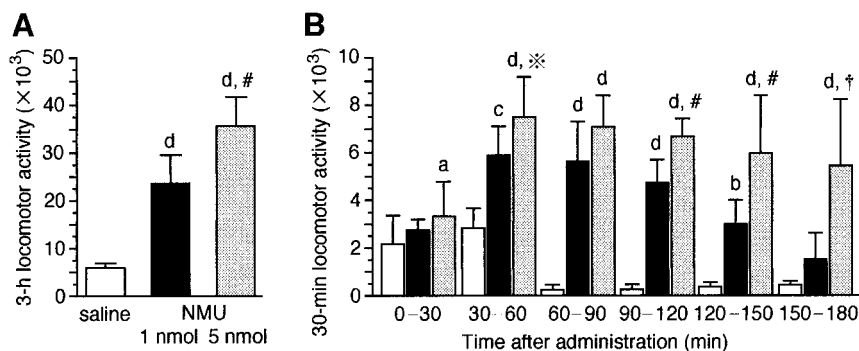 A
3-h locomotor activity (×10³)
50
40
30
20
10
0
d
d, #
saline
NMU
1 nmol 5 nmol
B
30-min locomotor activity (×10³)
10
8
6
4
2
0
a
c
d, ※
d
d
d
d, #
b
d, #
d, †
0–30
30–60
60–90
90–120
120–150
150–180
Time after administration (min)